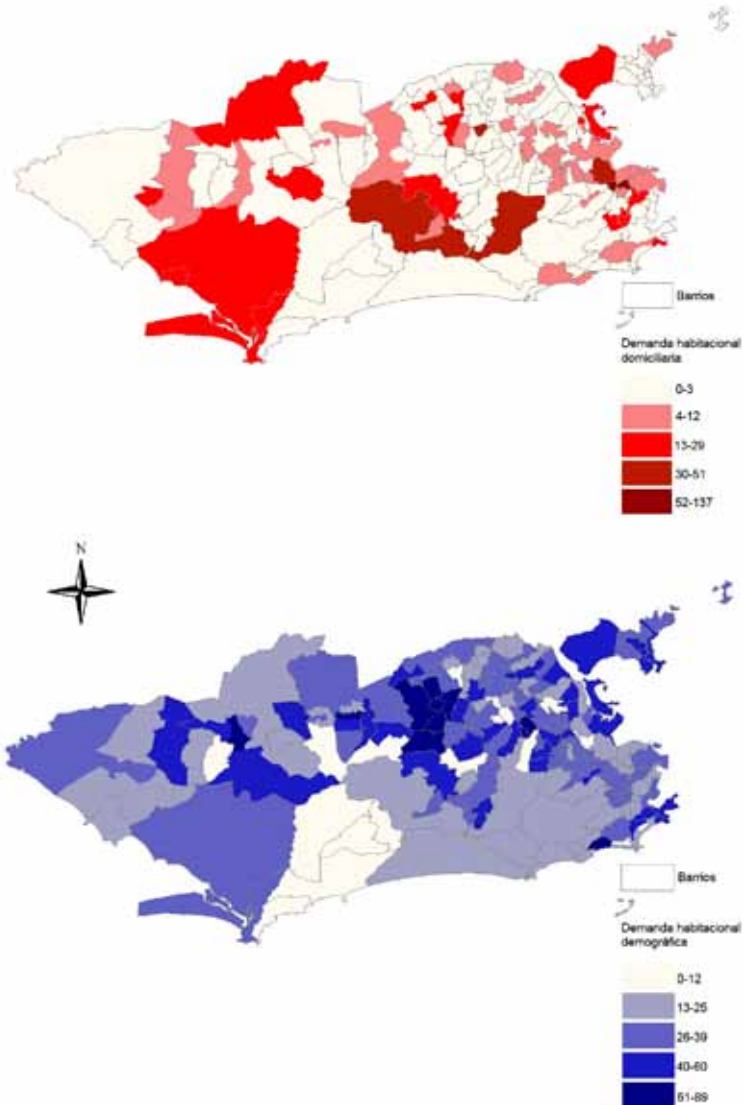 Barrios
Demanda habitacional
domiciliaria
0-3
4-12
13-29
30-51
52-137
N
Barrios
Demanda habitacional
demográfica
0-12
13-25
26-39
40-60
61-89